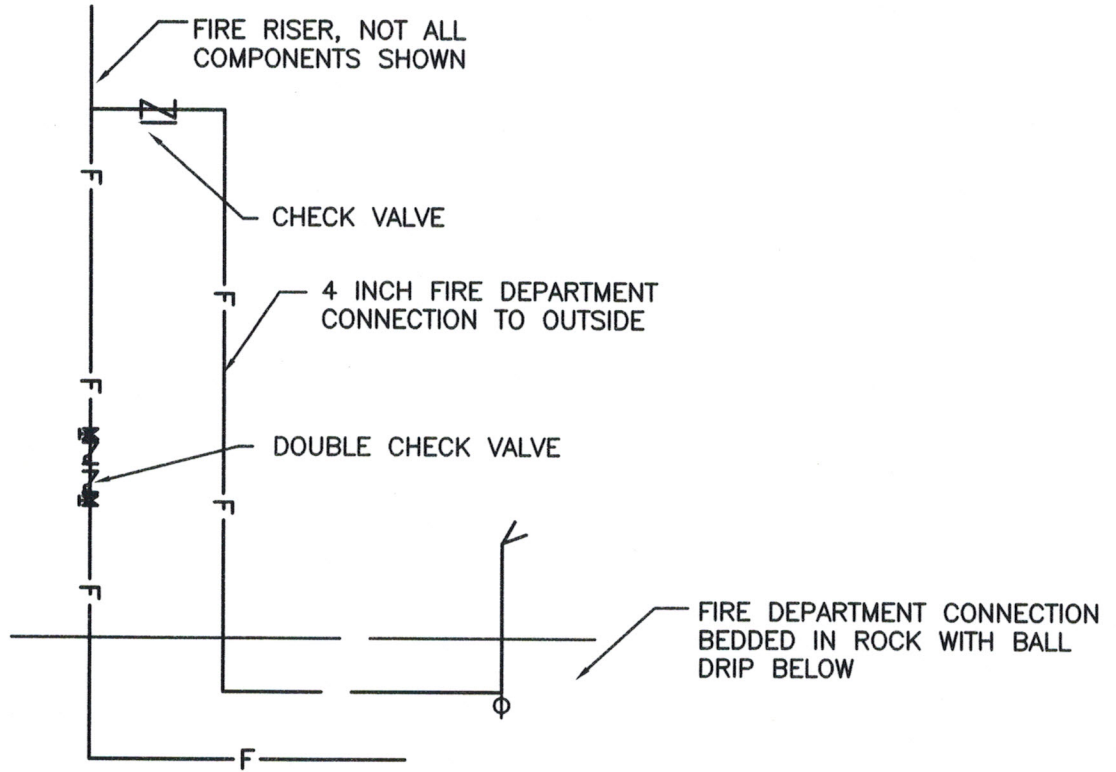 FIRE RISER, NOT ALL
COMPONENTS SHOWN
F
CHECK VALVE
F
4 INCH FIRE DEPARTMENT
CONNECTION TO OUTSIDE
F
DOUBLE CHECK VALVE
F
F
FIRE DEPARTMENT CONNECTION
BEDDED IN ROCK WITH BALL
DRIP BELOW
F